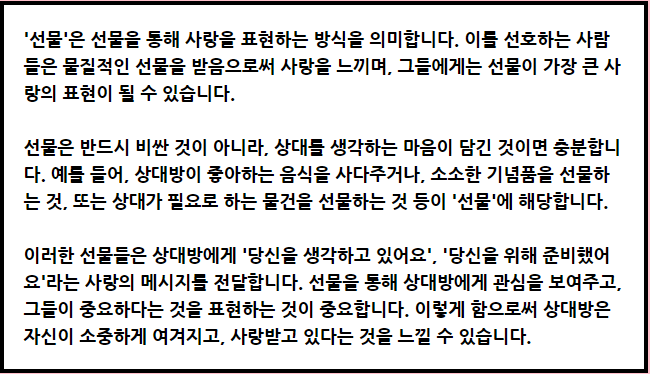 '선물'은 선물을 통해 사랑을 표현하는 방식을 의미합니다. 이를 선호하는 사람
들은 물질적인 선물을 받음으로써 사랑을 느끼며, 그들에게는 선물이 가장 큰 사
랑의 표현이 될 수 있습니다.
선물은 반드시 비싼 것이 아니라, 상대를 생각하는 마음이 담긴 것이면 충분합니
다. 예를 들어, 상대방이 좋아하는 음식을 사다주거나, 소소한 기념품을 선물하
는 것, 또는 상대가 필요로 하는 물건을 선물하는 것 등이 '선물'에 해당합니다.
이러한 선물들은 상대방에게 '당신을 생각하고 있어요', '당신을 위해 준비했어
요'라는 사랑의 메시지를 전달합니다. 선물을 통해 상대방에게 관심을 보여주고,
그들이 중요하다는 것을 표현하는 것이 중요합니다. 이렇게 함으로써 상대방은
자신이 소중하게 여겨지고, 사랑받고 있다는 것을 느낄 수 있습니다.